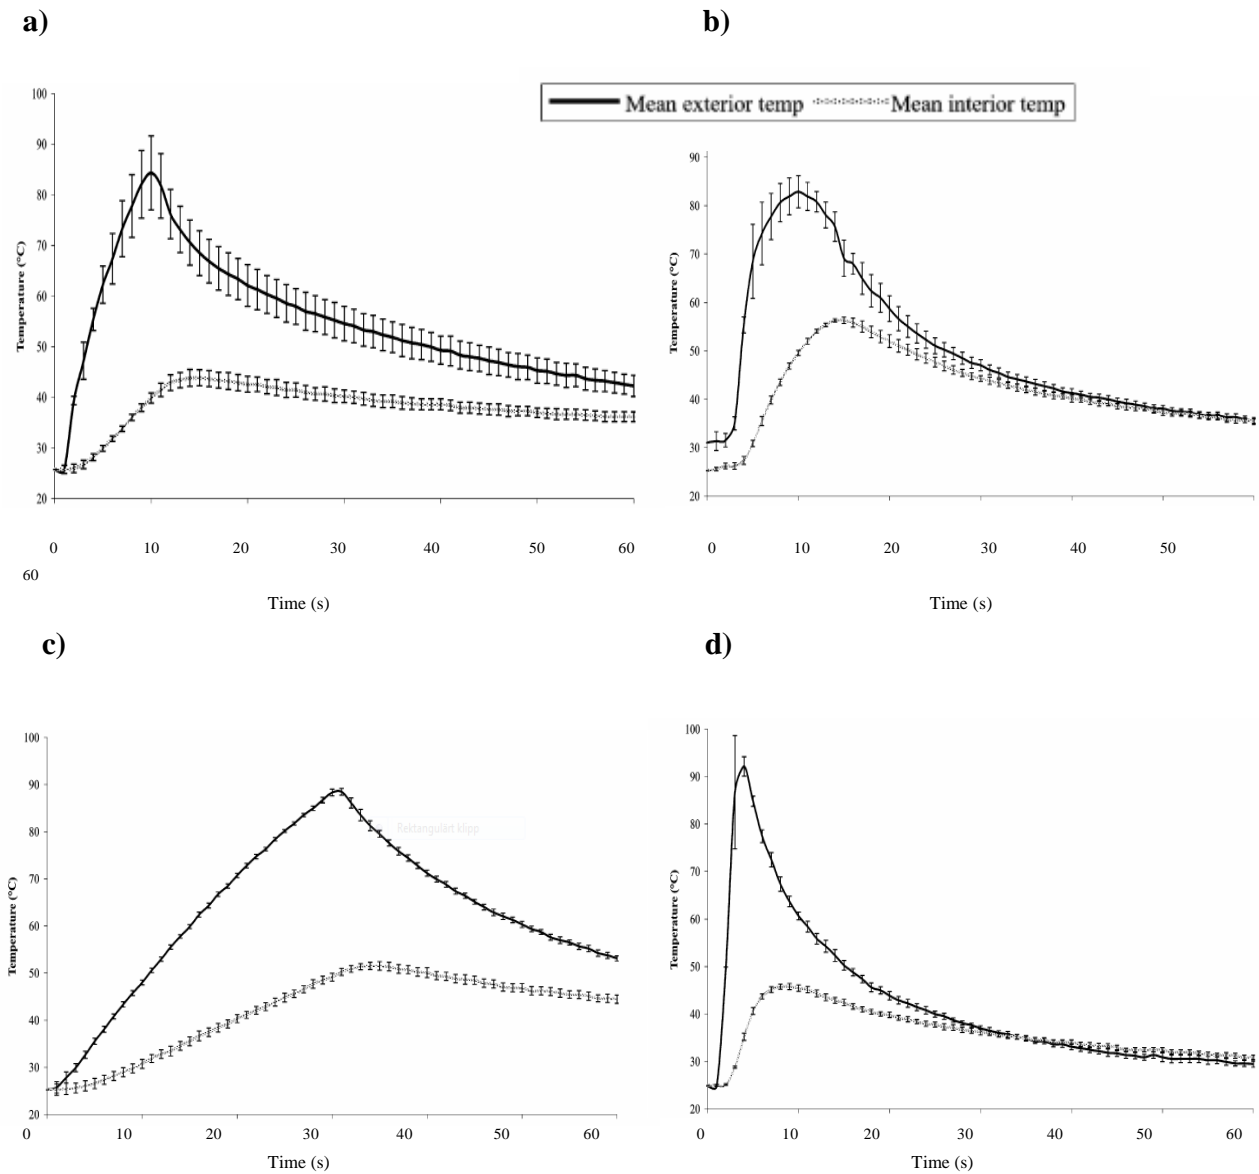 a)
b)
Mean exterior temp Mean interior temp
100
90
80
70
60
50
40
30
20
Temperature (°C)
0 10 20 30 40 50 60
60
Time (s)
90
80
70
60
50
40
30
20
Temperature (°C)
0 10 20 30 40 50
Time (s)
c)
d)
100
90
80
70
60
50
40
30
20
Temperature (°C)
Rektangulärt klipp
0 10 20 30 40 50 60
Time (s)
100
90
80
70
60
50
40
30
20
Temperature (°C)
0 10 20 30 40 50 60
Time (s)